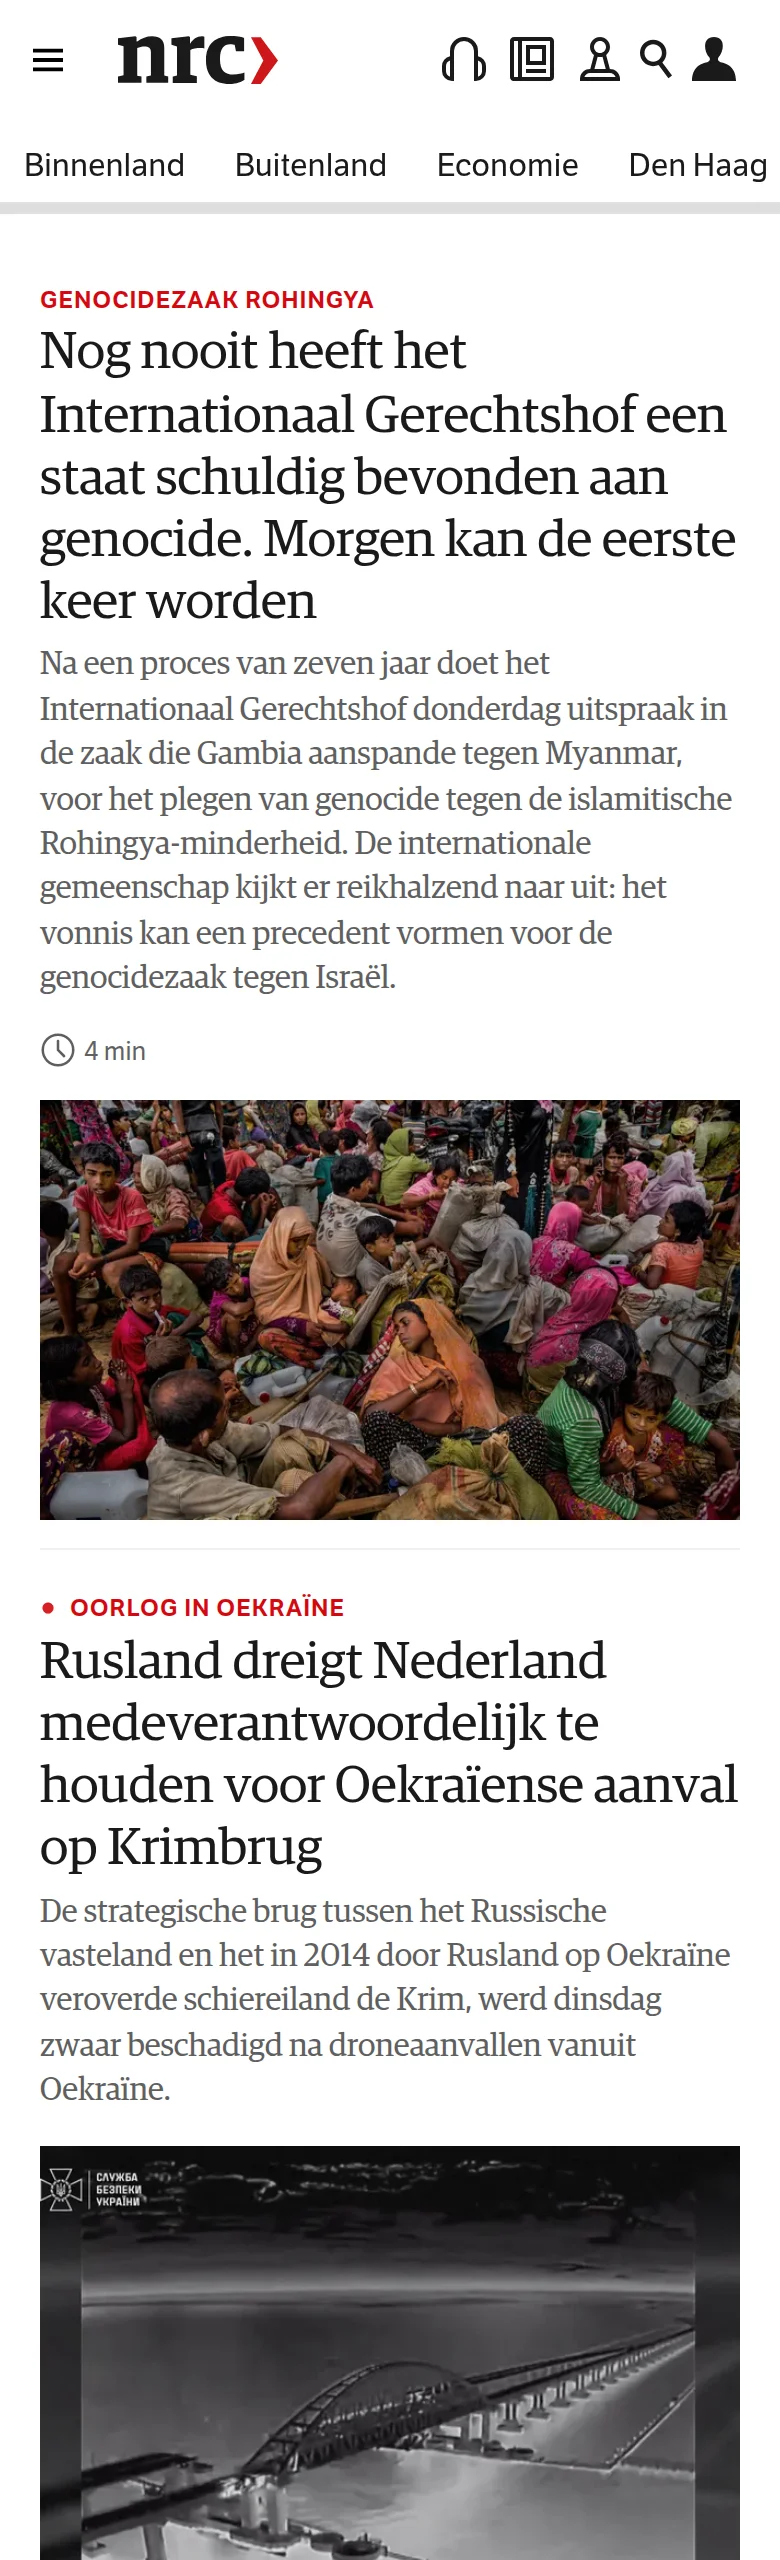 nrc
Binnenland Buitenland Economie Den Haag
GENOCIDEZAAK ROHINGYA
Nog nooit heeft het
Internationaal Gerechtshof een
staat schuldig bevonden aan
genocide. Morgen kan de eerste
keer worden
Na een proces van zeven jaar doet het
Internationaal Gerechtshof donderdag uitspraak in
de zaak die Gambia aanspande tegen Myanmar,
voor het plegen van genocide tegen de islamitische
Rohingya-minderheid. De internationale
gemeenschap kijkt er reikhalzend naar uit: het
vonnis kan een precedent vormen voor de
genocidezaak tegen Israël.
4 min
OORLOG IN OEKRAÏNE
Rusland dreigt Nederland
medeverantwoordelijk te
houden voor Oekraïense aanval
op Krimbrug
De strategische brug tussen het Russische
vasteland en het in 2014 door Rusland op Oekraïne
veroverde schiereiland de Krim, werd dinsdag
zwaar beschadigd na droneaanvallen vanuit
Oekraïne.
СЛУЖБА
БЕЗПЕКИ
УКРАЇНИ